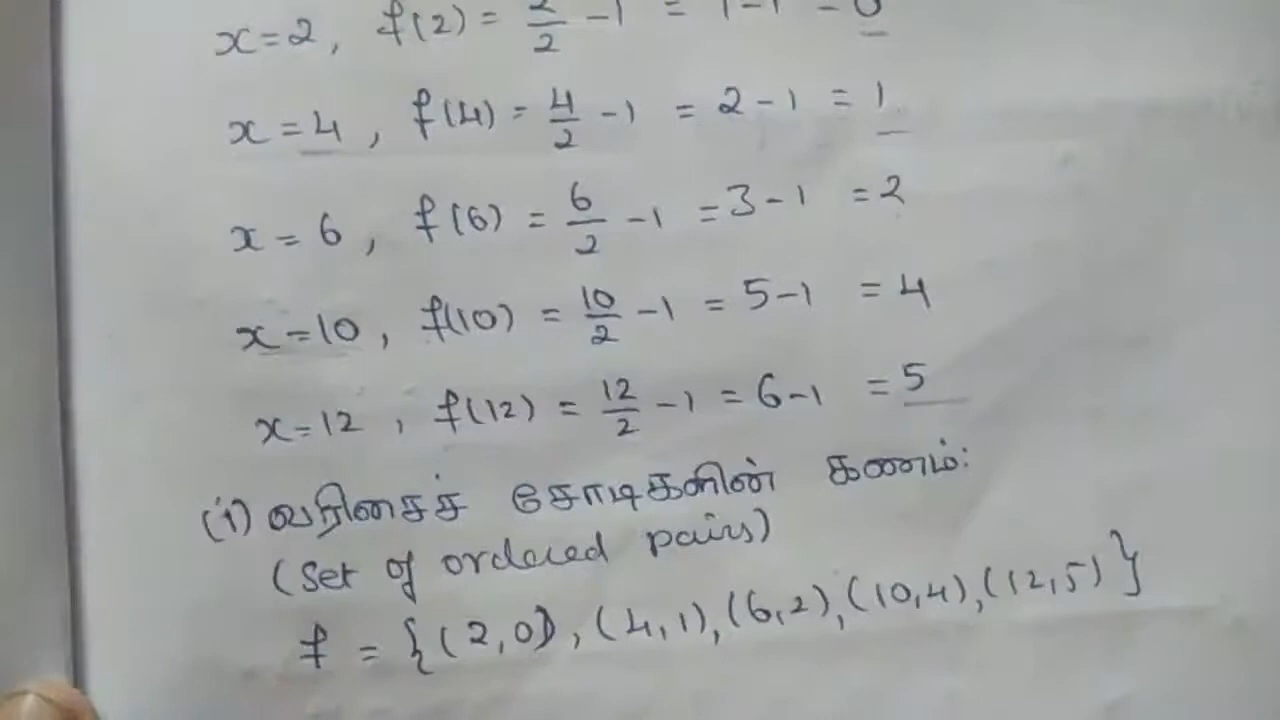 x=2, f(2) = 2/2 -1 = 1-1 = 0
x=4, f(4) = 4/2 -1 = 2-1 = 1
x=6, f(6) = 6/2 -1 = 3-1 = 2
x=10, f(10) = 10/2 -1 = 5-1 = 4
x=12, f(12) = 12/2 -1 = 6-1 = 5
(i) வரிசைச் சோடிகளின் கணம்:
(Set of ordered pairs)
f = {(2,0), (4,1), (6,2), (10,4), (12,5)}